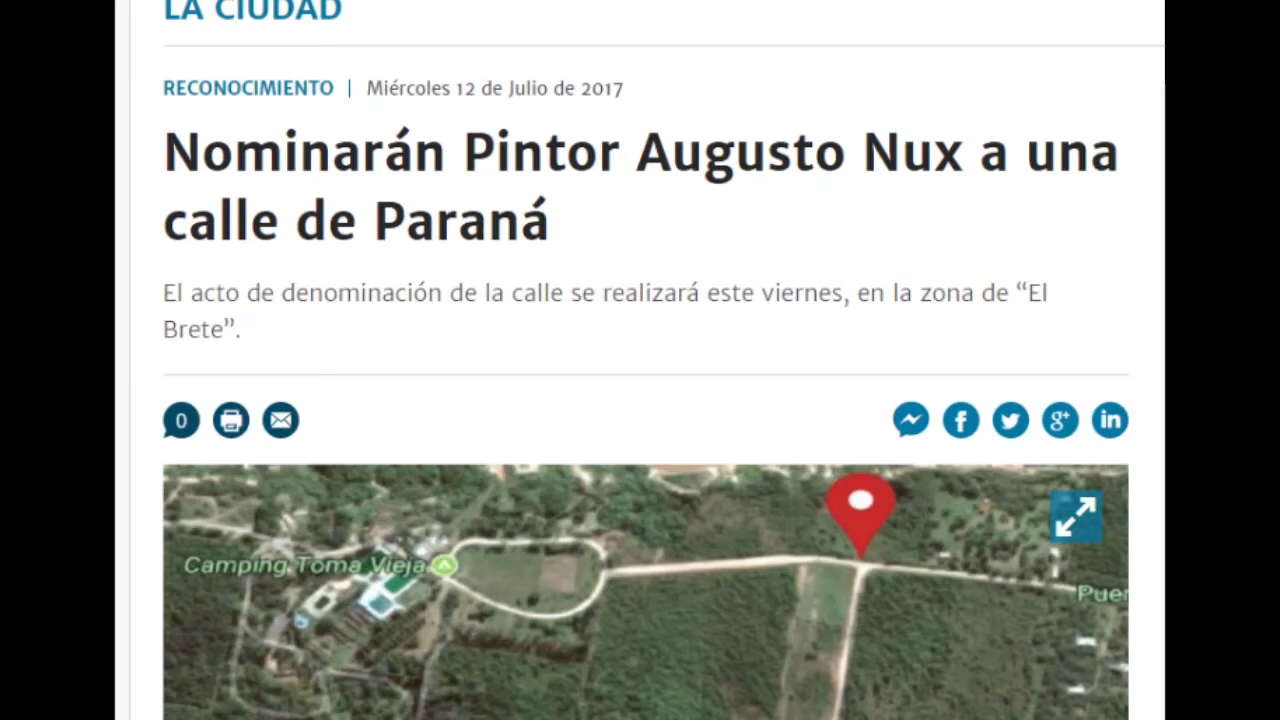 LA CIUDAD
RECONOCIMIENTO | Miércoles 12 de Julio de 2017
Nominarán Pintor Augusto Nux a una
calle de Paraná
El acto de denominación de la calle se realizará este viernes, en la zona de “El
Brete”.
0
Camping Toma Vieja
Puer